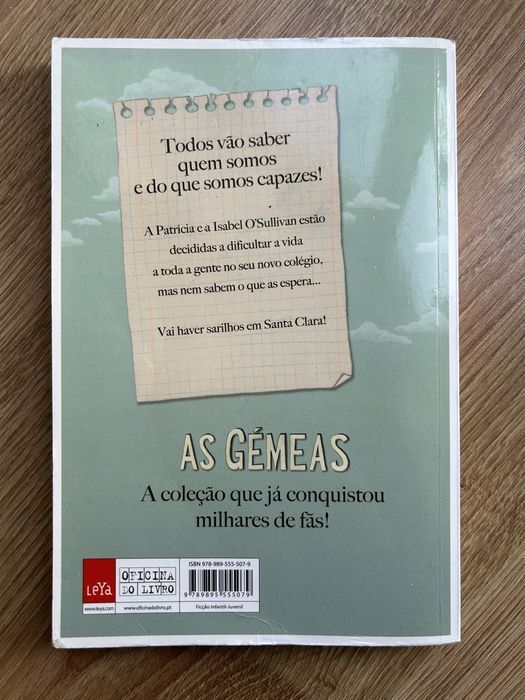 Todos vão saber
quem somos
e do que somos capazes!
A Patrícia e a Isabel O'Sullivan estão
decididas a dificultar a vida
a toda a gente no seu novo colégio,
mas nem sabem o que as espera...
Vai haver sarilhos em Santa Clara!
AS GÉMEAS
A coleção que já conquistou
milhares de fãs!
ISBN 978-989-555-507-9
9 789895 555079
Ficção Infantil-Juvenil
LeYa
www.leya.com
OFICINA
DO LIVRO
www.oficinadolivro.pt